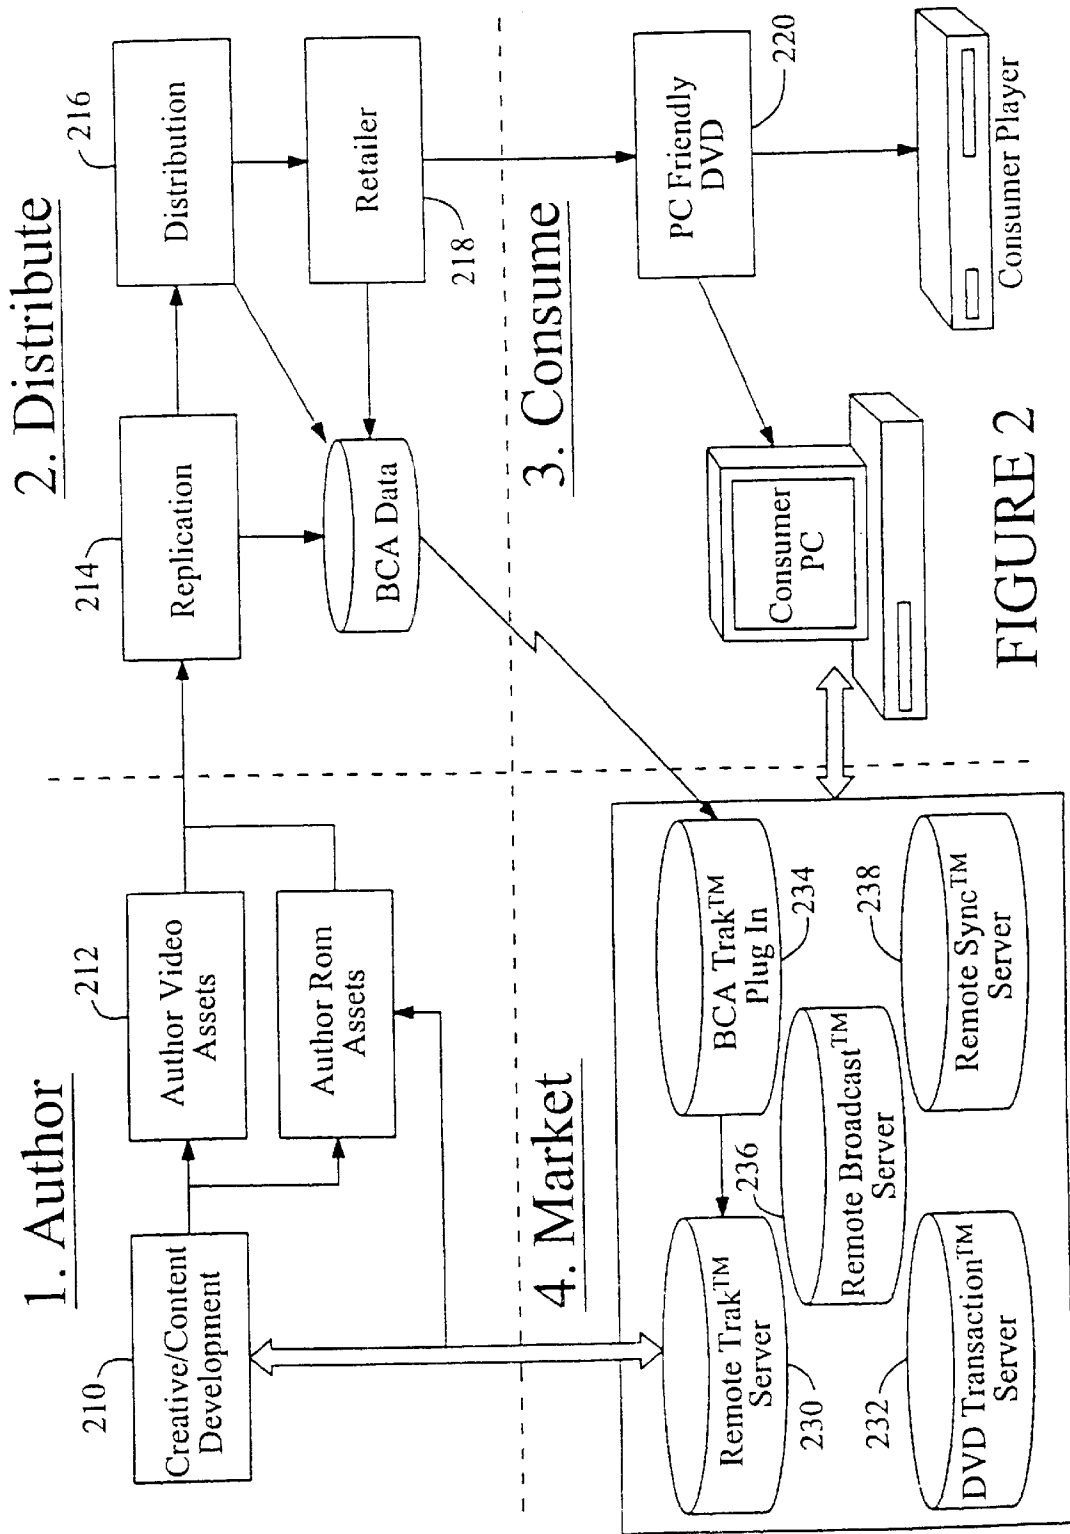 1. Author
210
Creative/Content
Development
212
Author Video
Assets
Author Rom
Assets
2. Distribute
214
Replication
216
Distribution
Retailer
218
BCA Data
4. Market
Remote Trak™
Server
230
BCA Trak™
Plug In
234
236
Remote Broadcast™
Server
232
DVD Transaction™
Server
238
Remote Sync™
Server
3. Consume
PC Friendly
DVD
220
Consumer
PC
Consumer Player
FIGURE 2